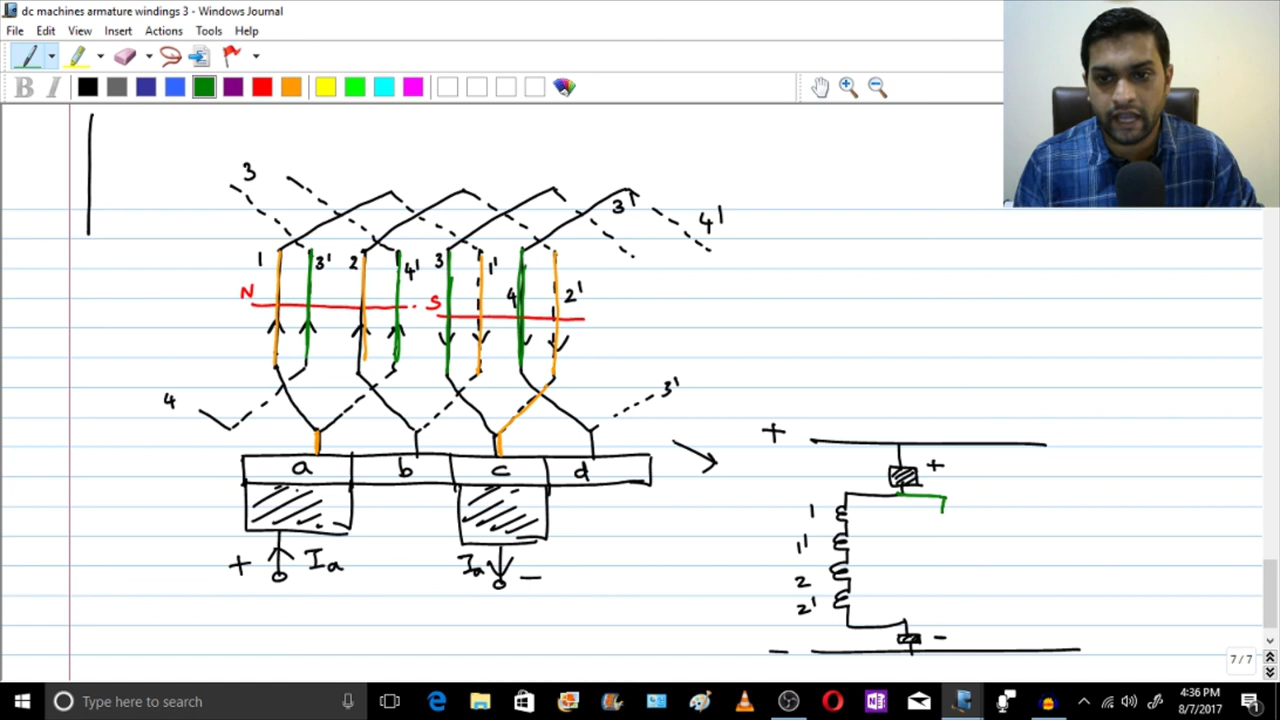 dc machines armature windings 3 - Windows Journal
File Edit View Insert Actions Tools Help
B I
3
3'
4'
1 3' 2 4' 3 1'
N S 4 2'
4 3'
a b c d
+ Ia Ia -
+
+
1
1'
2
2'
-
-
7 / 7
Type here to search
4:36 PM
8/7/2017